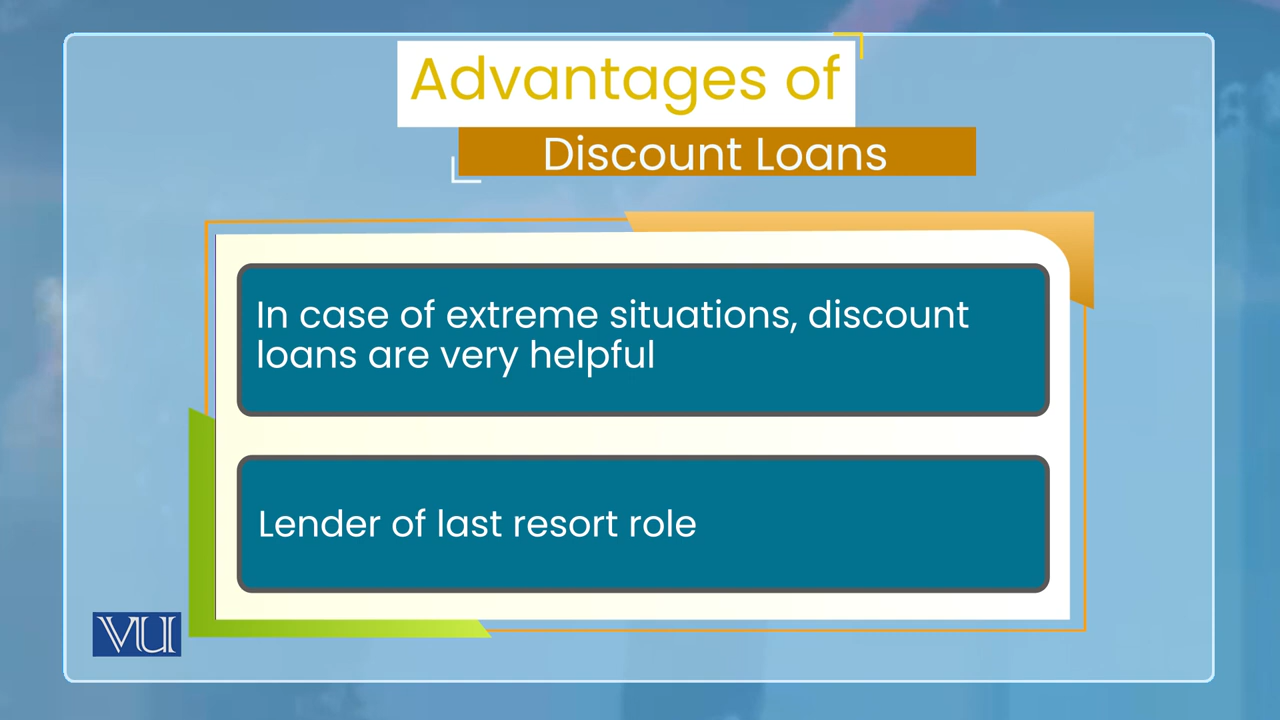 Advantages of
Discount Loans
In case of extreme situations, discount
loans are very helpful
Lender of last resort role
VU